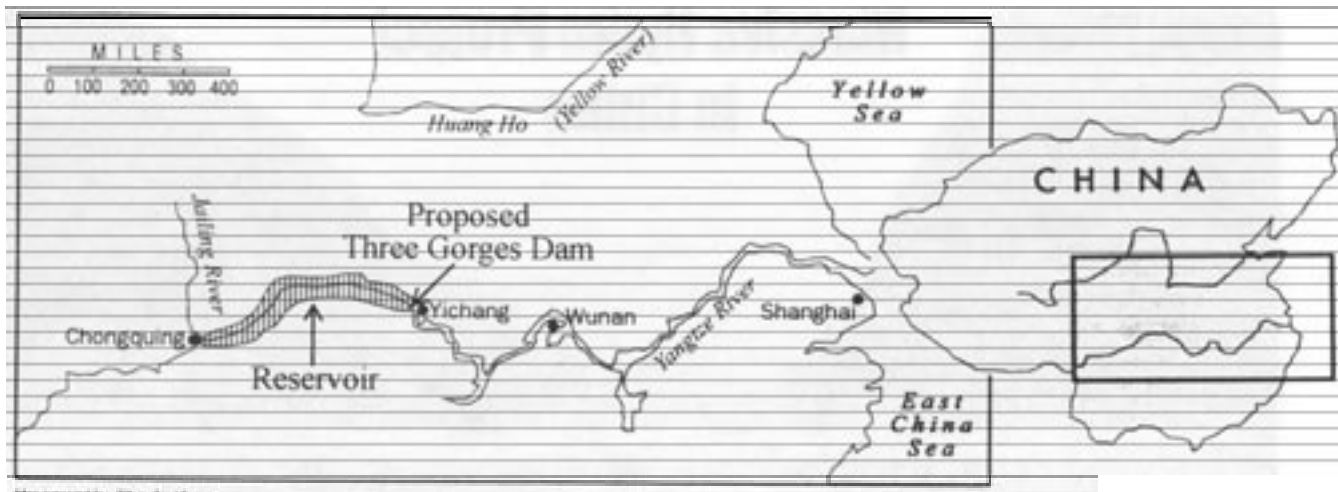 MILES
0 100 200 300 400
Huang Ho
(Yellow River)
Yellow
Sea
CHINA
Jailing River
Proposed
Three Gorges Dam
Yichang
Wunan
Shanghai
Yangtze River
Chongquing
Reservoir
East
China
Sea